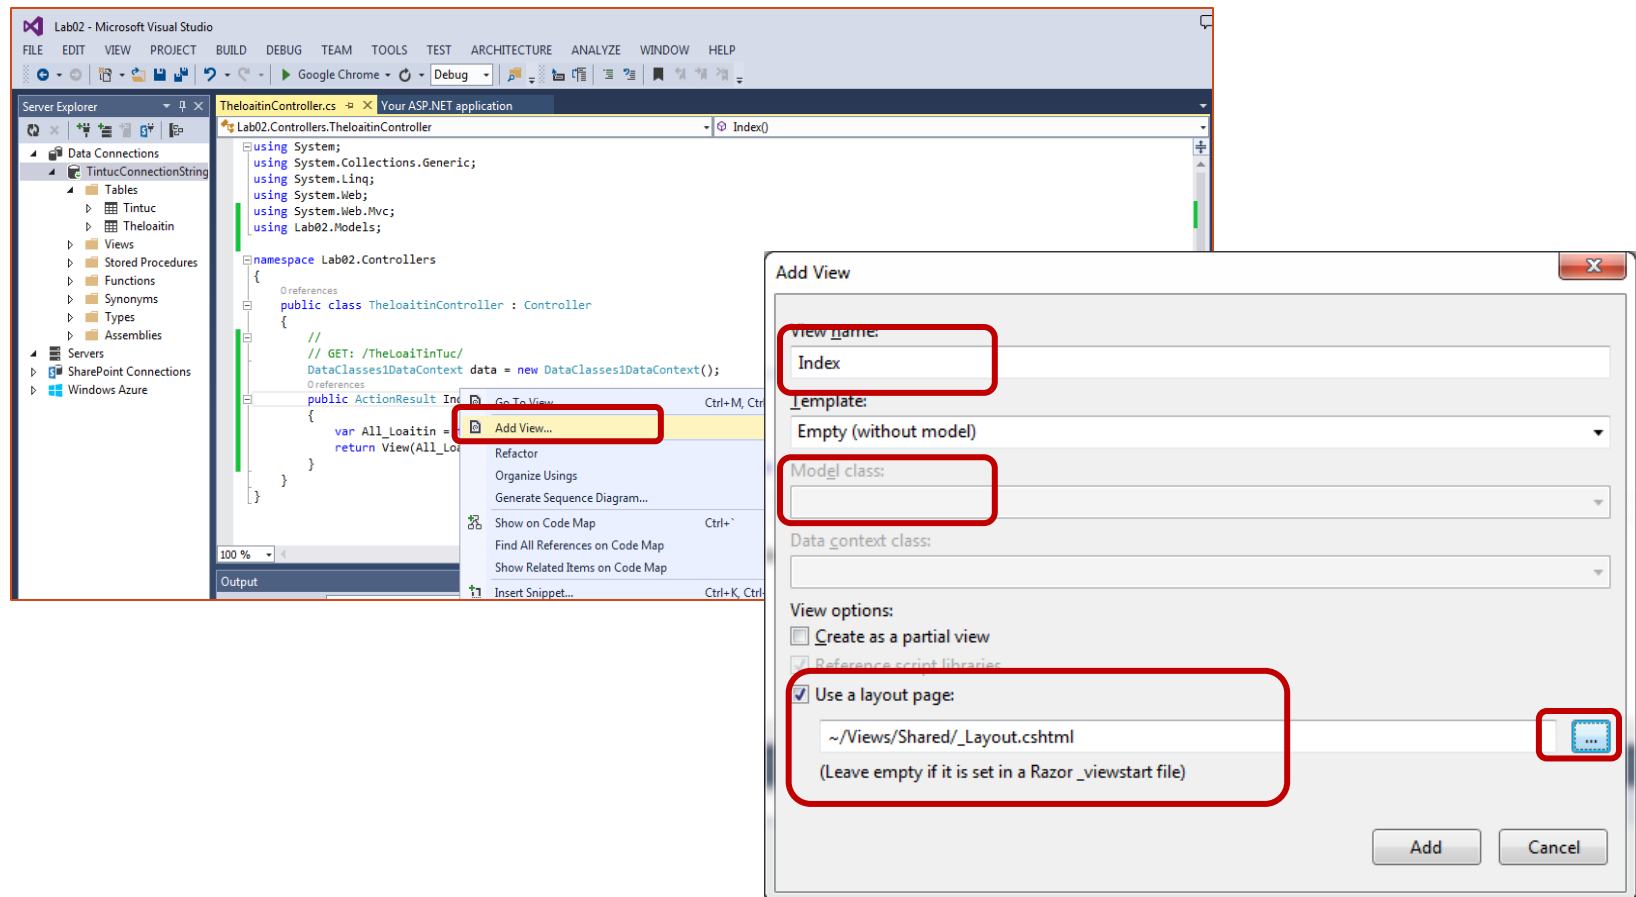 Lab02 - Microsoft Visual Studio
FILE EDIT VIEW PROJECT BUILD DEBUG TEAM TOOLS TEST ARCHITECTURE ANALYZE WINDOW HELP
Google Chrome Debug
Server Explorer
TheloaitinController.cs Your ASP.NET application
Lab02.Controllers.TheloaitinController Index()
Data Connections
TintucConnectionString
Tables
Tintuc
Theloaitin
Views
Stored Procedures
Functions
Synonyms
Types
Assemblies
Servers
SharePoint Connections
Windows Azure
using System;
using System.Collections.Generic;
using System.Linq;
using System.Web;
using System.Web.Mvc;
using Lab02.Models;
namespace Lab02.Controllers
{
0 references
public class TheloaitinController : Controller
{
//
// GET: /TheLoaiTinTuc/
DataClasses1DataContext data = new DataClasses1DataContext();
0 references
public ActionResult Ind
{
var All_Loaitin =
return View(All_Loa
}
}
}
100 %
Output
Go To View Ctrl+M, Ctrl
Add View...
Refactor
Organize Usings
Generate Sequence Diagram...
Show on Code Map Ctrl+`
Find All References on Code Map
Show Related Items on Code Map
Insert Snippet... Ctrl+K, Ctrl
Add View
View name:
Index
Template:
Empty (without model)
Model class:
Data context class:
View options:
Create as a partial view
Reference script libraries
Use a layout page:
~/Views/Shared/_Layout.cshtml
...
(Leave empty if it is set in a Razor _viewstart file)
Add Cancel